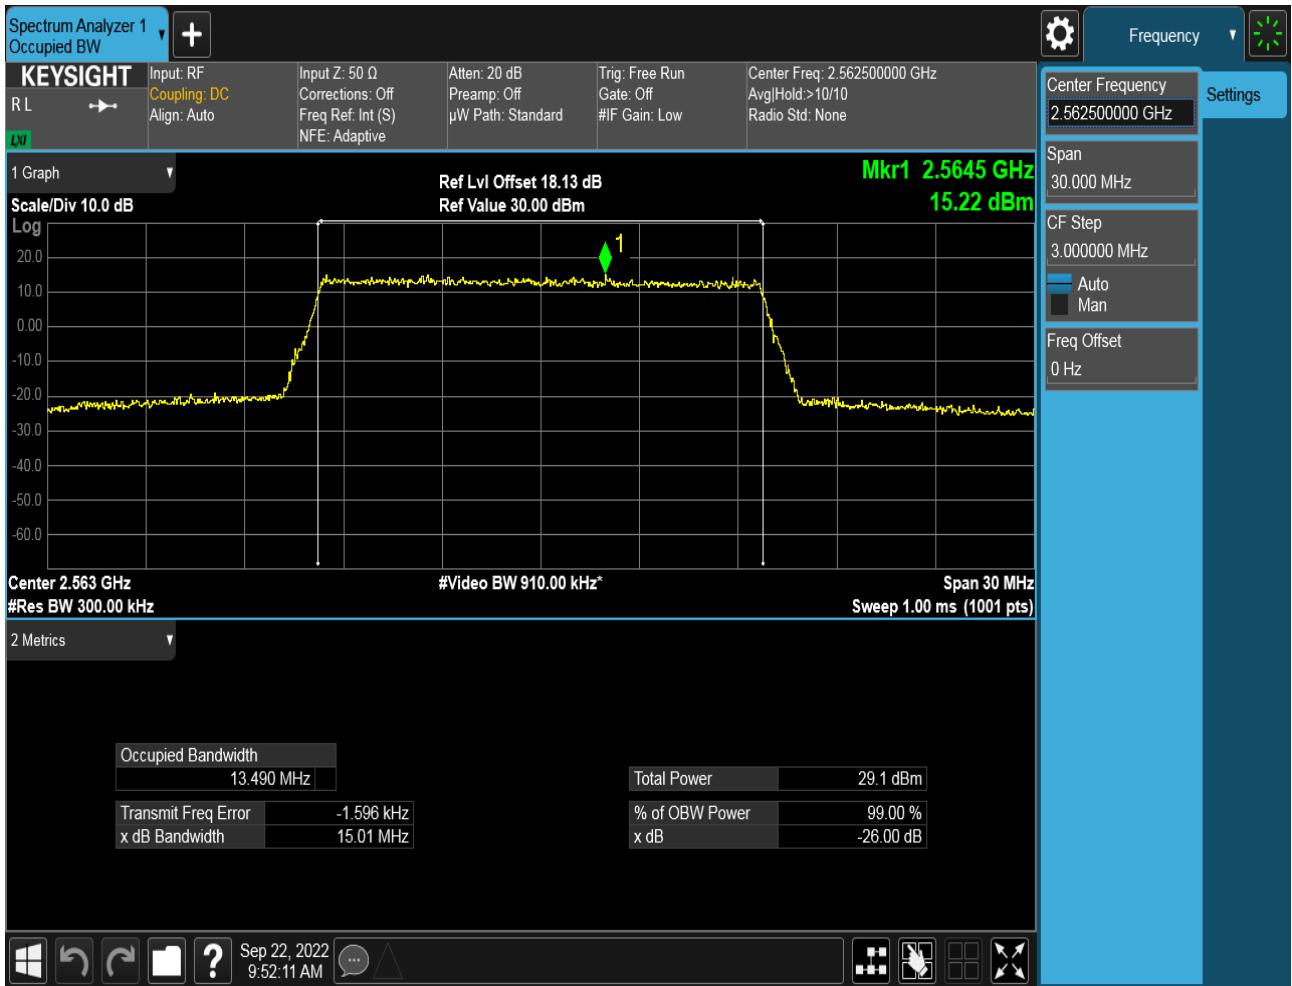 Spectrum Analyzer 1
Occupied BW
Frequency
KEYSIGHT
R L
LXI
Input: RF
Coupling: DC
Align: Auto
Input Z: 50 Ω
Corrections: Off
Freq Ref: Int (S)
NFE: Adaptive
Atten: 20 dB
Preamp: Off
µW Path: Standard
Trig: Free Run
Gate: Off
#IF Gain: Low
Center Freq: 2.562500000 GHz
Avg|Hold:>10/10
Radio Std: None
Center Frequency
2.562500000 GHz
Settings
Span
30.000 MHz
CF Step
3.000000 MHz
Auto
Man
Freq Offset
0 Hz
1 Graph
Scale/Div 10.0 dB
Ref Lvl Offset 18.13 dB
Ref Value 30.00 dBm
Mkr1 2.5645 GHz
15.22 dBm
Log
1
20.0
10.0
0.00
-10.0
-20.0
-30.0
-40.0
-50.0
-60.0
Center 2.563 GHz
#Res BW 300.00 kHz
#Video BW 910.00 kHz*
Span 30 MHz
Sweep 1.00 ms (1001 pts)
2 Metrics
Occupied Bandwidth
13.490 MHz
Transmit Freq Error -1.596 kHz
x dB Bandwidth 15.01 MHz
Total Power 29.1 dBm
% of OBW Power 99.00 %
x dB -26.00 dB
?
Sep 22, 2022
9:52:11 AM